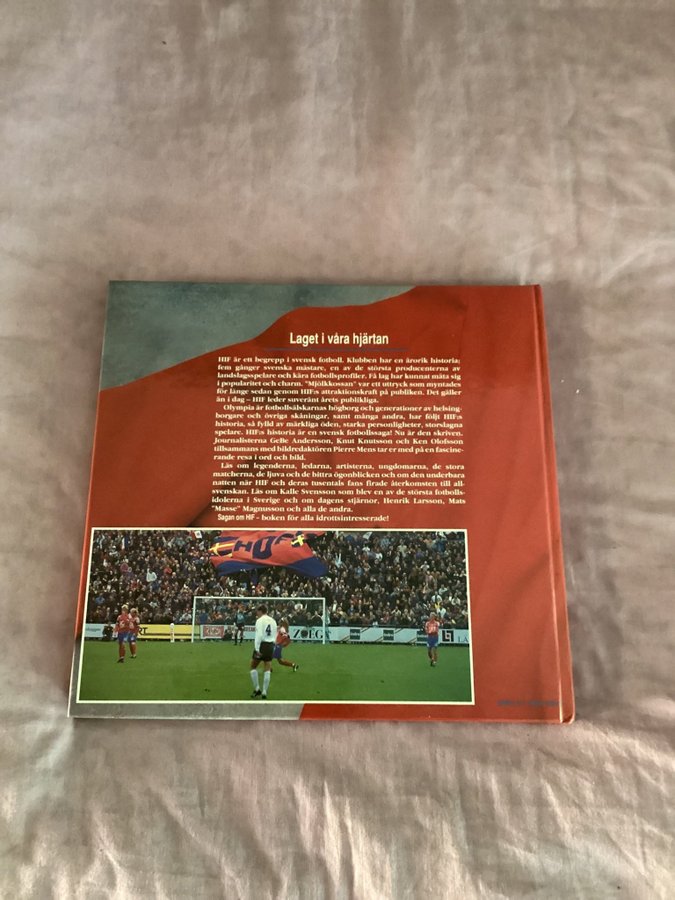 Laget i våra hjärtan
HIF är ett begrepp i svensk fotboll. Klubben har en ärorik historia;
fem gånger svenska mästare, en av de största producenterna av
landslagsspelare och kära fotbollsprofiler. Få lag har kunnat mäta sig
i popularitet och charm. "Mjölkkossan" var ett uttryck som myntades
för länge sedan genom HIF:s attraktionskraft på publiken. Det gäller
än i dag – HIF leder suveränt årets publikliga.
Olympia är fotbollsälskarnas högborg och generationer av helsing-
borgare och övriga skåningar, samt många andra, har följt HIF:s
historia, så fylld av märkliga öden, starka personligheter, storslagna
spelare. HIF:s historia är en svensk fotbollssaga! Nu är den skriven.
Journalisterna GeBe Andersson, Knut Knutsson och Ken Olofsson
tillsammans med bildredaktören Pierre Mens tar er med på en fascine-
rande resa i ord och bild.
Läs om legenderna, ledarna, artisterna, ungdomarna, de stora
matcherna, de ljuva och de bittra ögonblicken och om den underbara
natten när HIF och deras tusentals fans firade återkomsten till all-
svenskan. Läs om Kalle Svensson som blev en av de största fotbolls-
idolerna i Sverige och om dagens stjärnor, Henrik Larsson, Mats
"Masse" Magnusson och alla de andra.
Sagan om HIF – boken för alla idrottsintresserade!
4
ZOEGA